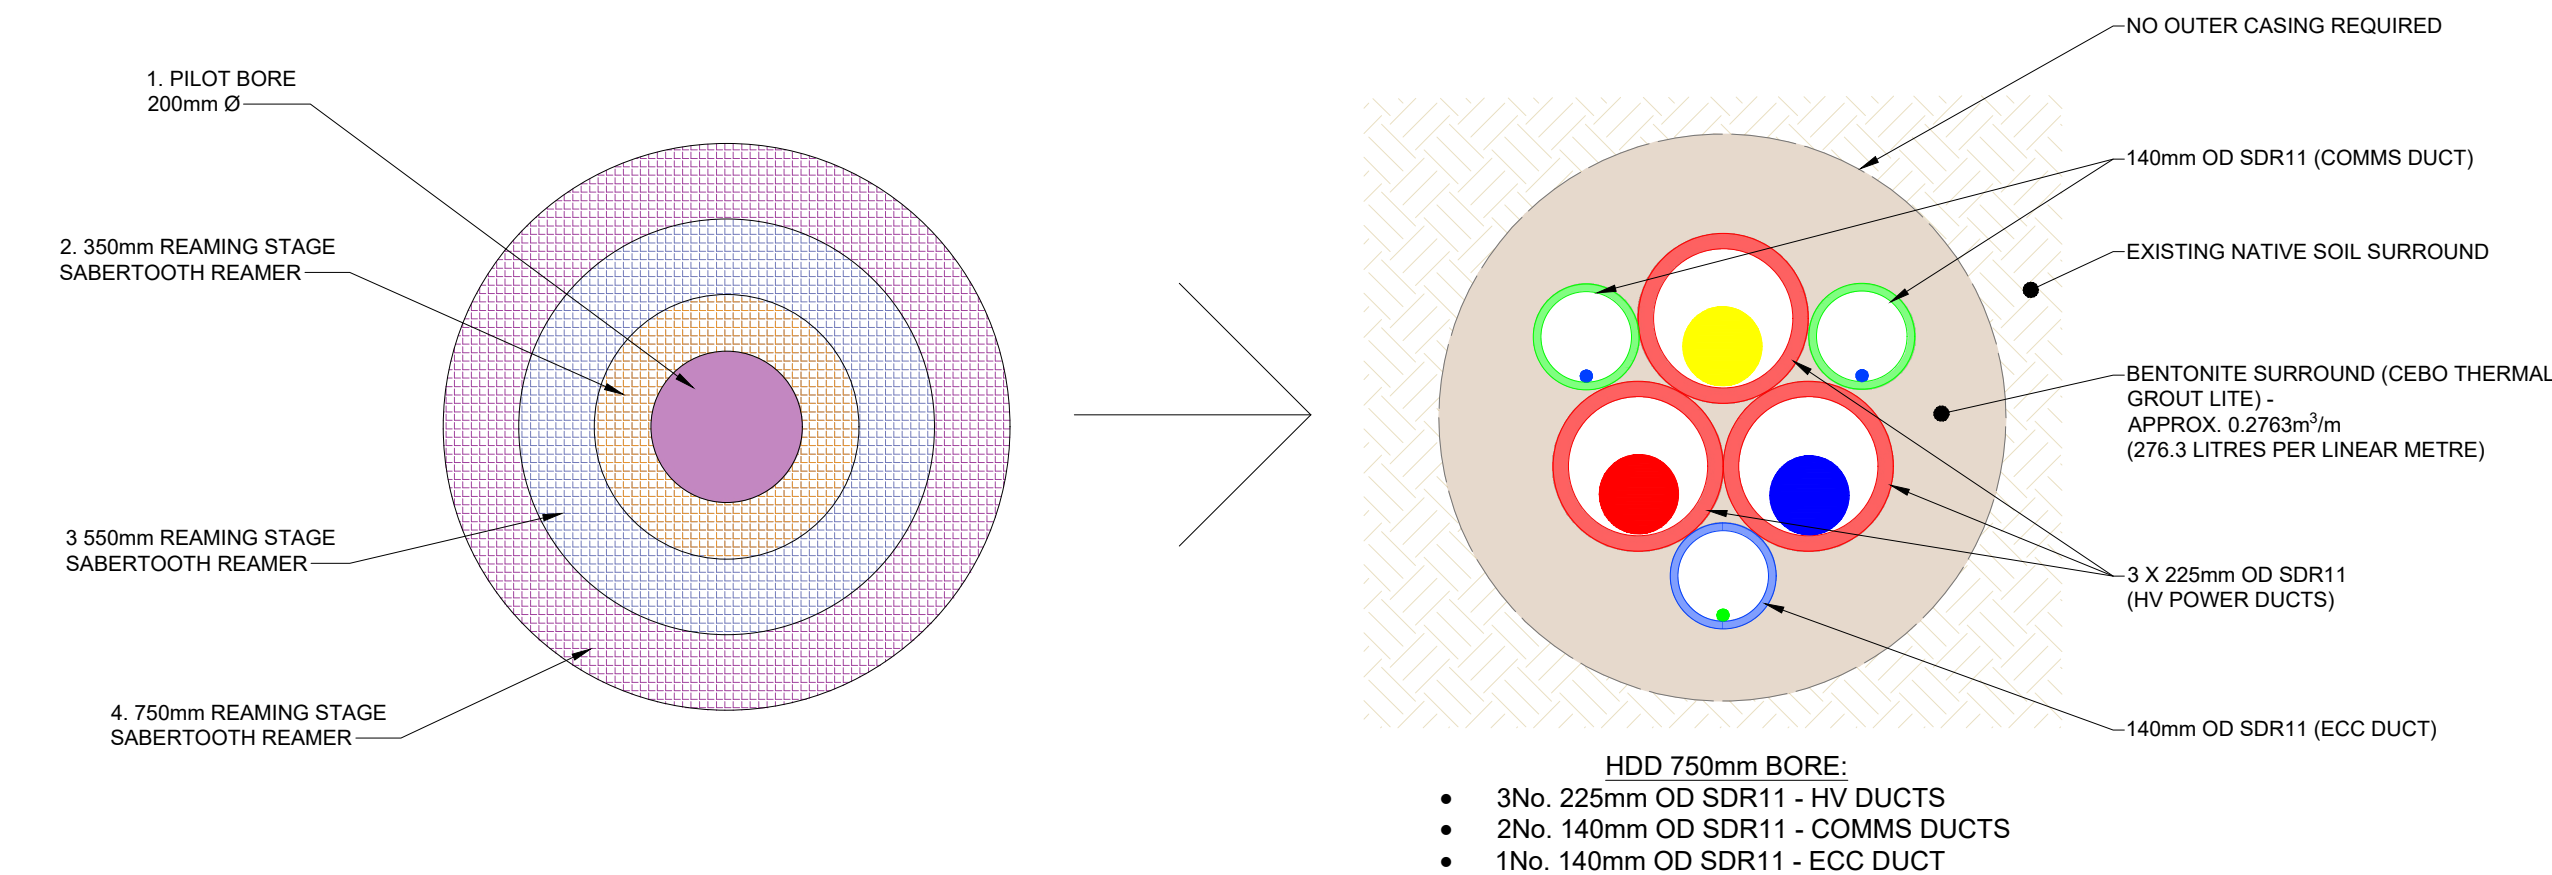 1. PILOT BORE
200mm Ø
2. 350mm REAMING STAGE
SABERTOOTH REAMER
3 550mm REAMING STAGE
SABERTOOTH REAMER
4. 750mm REAMING STAGE
SABERTOOTH REAMER
NO OUTER CASING REQUIRED
140mm OD SDR11 (COMMS DUCT)
EXISTING NATIVE SOIL SURROUND
BENTONITE SURROUND (CEBO THERMAL
GROUT LITE) -
APPROX. 0.2763m³/m
(276.3 LITRES PER LINEAR METRE)
3 X 225mm OD SDR11
(HV POWER DUCTS)
140mm OD SDR11 (ECC DUCT)
HDD 750mm BORE:
• 3No. 225mm OD SDR11 - HV DUCTS
• 2No. 140mm OD SDR11 - COMMS DUCTS
• 1No. 140mm OD SDR11 - ECC DUCT